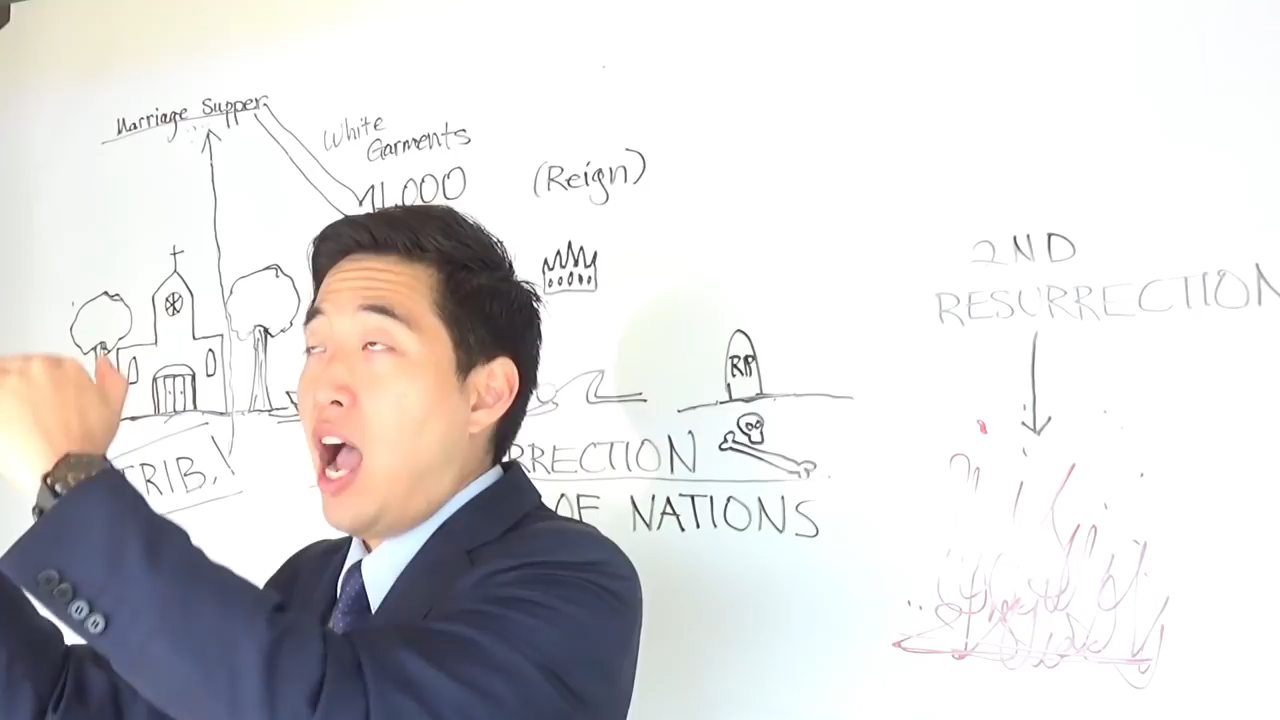 Marriage Supper
White
Garments
1,000
(Reign)
2ND
RESURRECTION
RIP
TRIB.
RRECTION
OF NATIONS